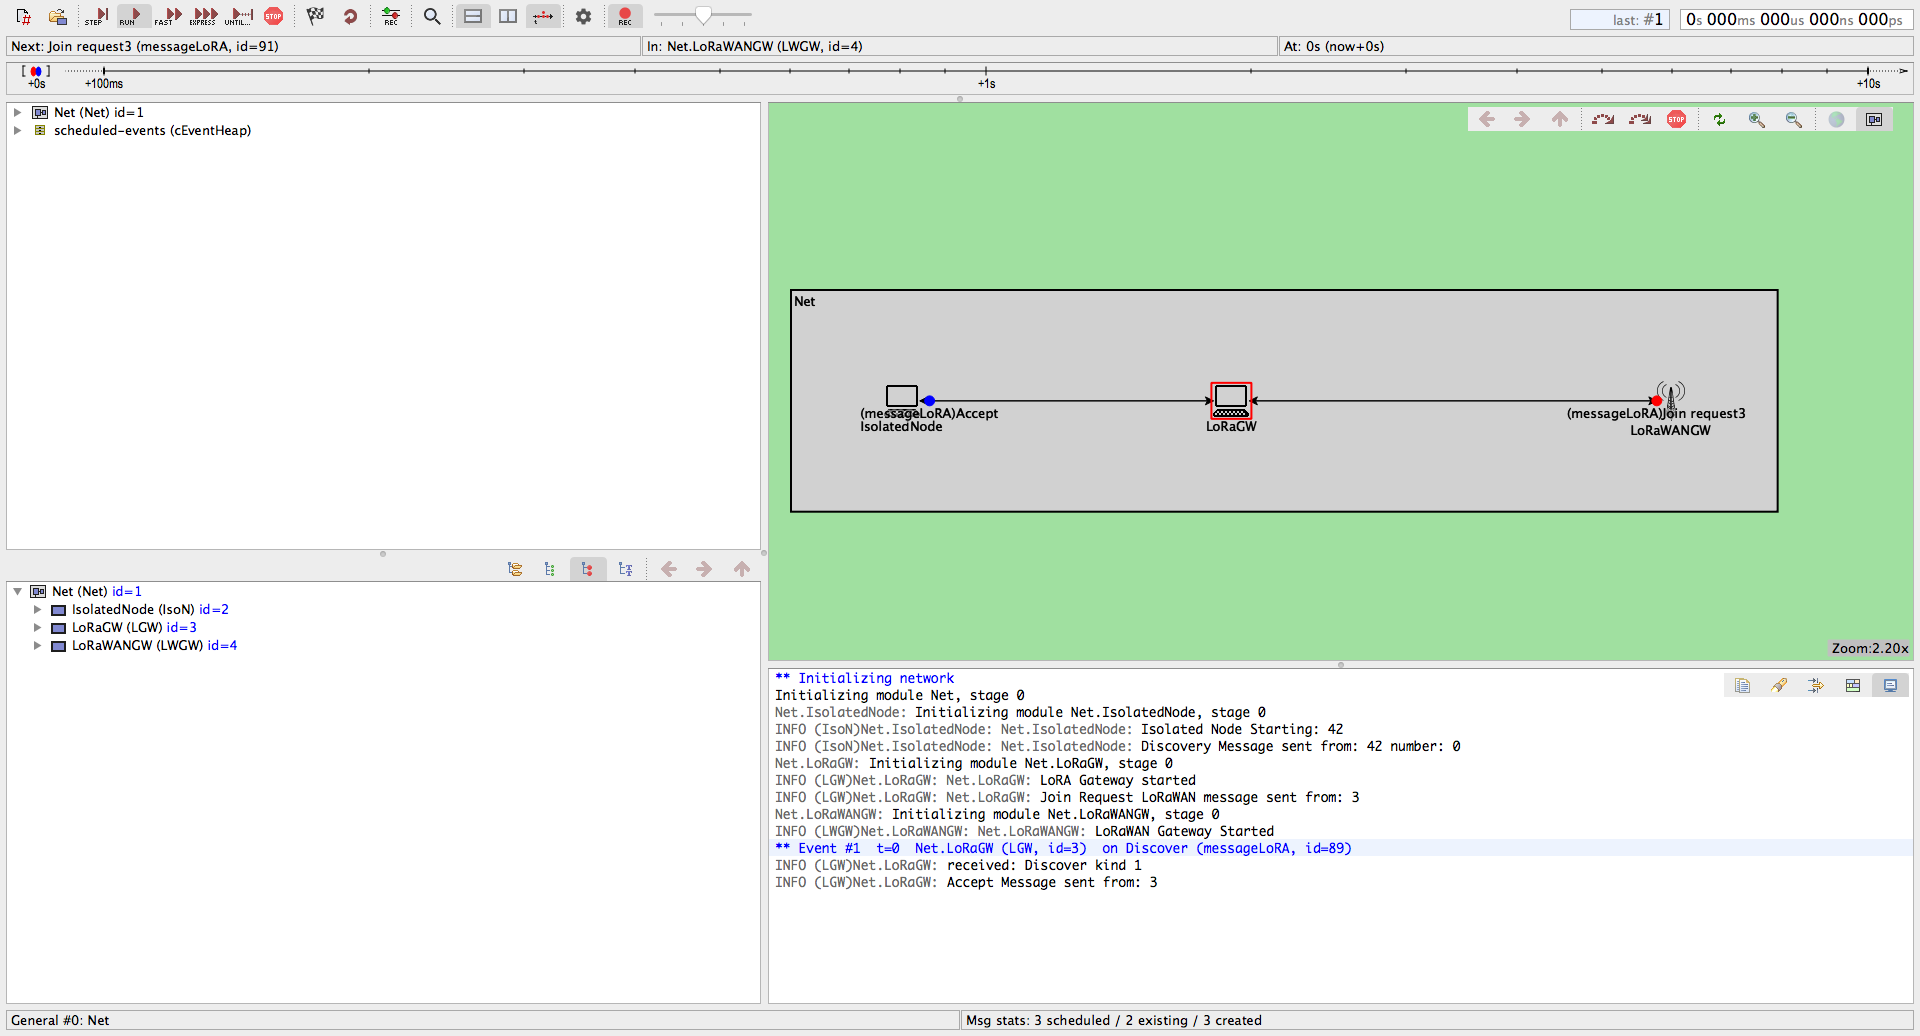 STEP RUN FAST EXPRESS UNTIL... STOP REC REC
last: #1 0s 000ms 000us 000ns 000ps
Next: Join request3 (messageLoRA, id=91) In: Net.LoRaWANGW (LWGW, id=4) At: 0s (now+0s)
[ ]
+0s +100ms +1s +10s
Net (Net) id=1
scheduled-events (cEventHeap)
STOP
Net
(messageLoRA)Accept
IsolatedNode
LoRaGW
(messageLoRA)Join request3
LoRaWANGW
Zoom:2.20x
Net (Net) id=1
IsolatedNode (IsoN) id=2
LoRaGW (LGW) id=3
LoRaWANGW (LWGW) id=4
** Initializing network
Initializing module Net, stage 0
Net.IsolatedNode: Initializing module Net.IsolatedNode, stage 0
INFO (IsoN)Net.IsolatedNode: Net.IsolatedNode: Isolated Node Starting: 42
INFO (IsoN)Net.IsolatedNode: Net.IsolatedNode: Discovery Message sent from: 42 number: 0
Net.LoRaGW: Initializing module Net.LoRaGW, stage 0
INFO (LGW)Net.LoRaGW: Net.LoRaGW: LoRA Gateway started
INFO (LGW)Net.LoRaGW: Net.LoRaGW: Join Request LoRaWAN message sent from: 3
Net.LoRaWANGW: Initializing module Net.LoRaWANGW, stage 0
INFO (LWGW)Net.LoRaWANGW: Net.LoRaWANGW: LoRaWAN Gateway Started
** Event #1 t=0 Net.LoRaGW (LGW, id=3) on Discover (messageLoRA, id=89)
INFO (LGW)Net.LoRaGW: received: Discover kind 1
INFO (LGW)Net.LoRaGW: Accept Message sent from: 3
General #0: Net
Msg stats: 3 scheduled / 2 existing / 3 created